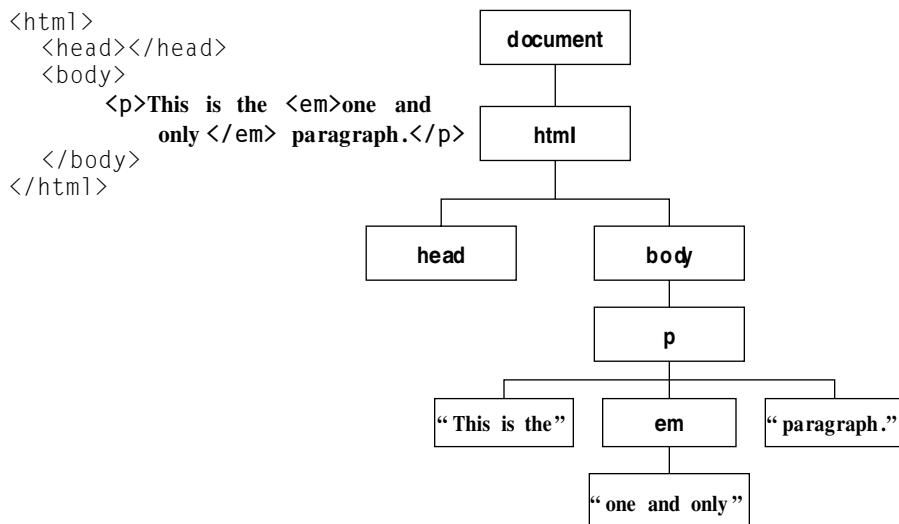 <html>
<head></head>
<body>
<p>This is the <em>one and
only </em> paragraph.</p>
</body>
</html>
document
html
head
body
p
“ This is the”
em
“ paragraph.”
“ one and only”